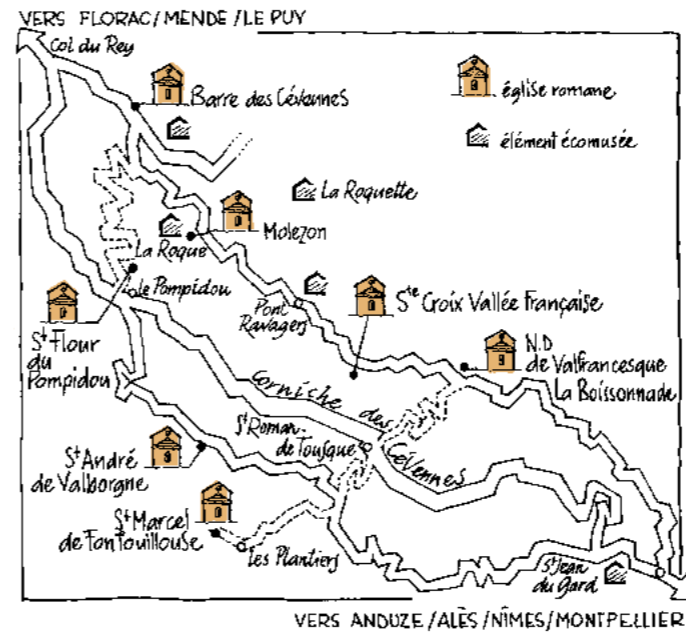 VERS FLORAC/MENDE/LE PUY
Col du Rey
Barre des Cévennes
église romane
élément écomusée
La Roquette
Molezon
La Roque
le Pompidou
Pont
Ravagers
Ste Croix Vallée Française
St Flour
du
Pompidou
N.D
de Valfrancesque
La Boissonnade
Corniche des Cévennes
St Roman
de Tousque
St André
de Valborgne
St Marcel
de Fontouillouse
les Plantiers
St Jean
du Gard
VERS ANDUZE/ALÈS/NÎMES/MONTPELLIER